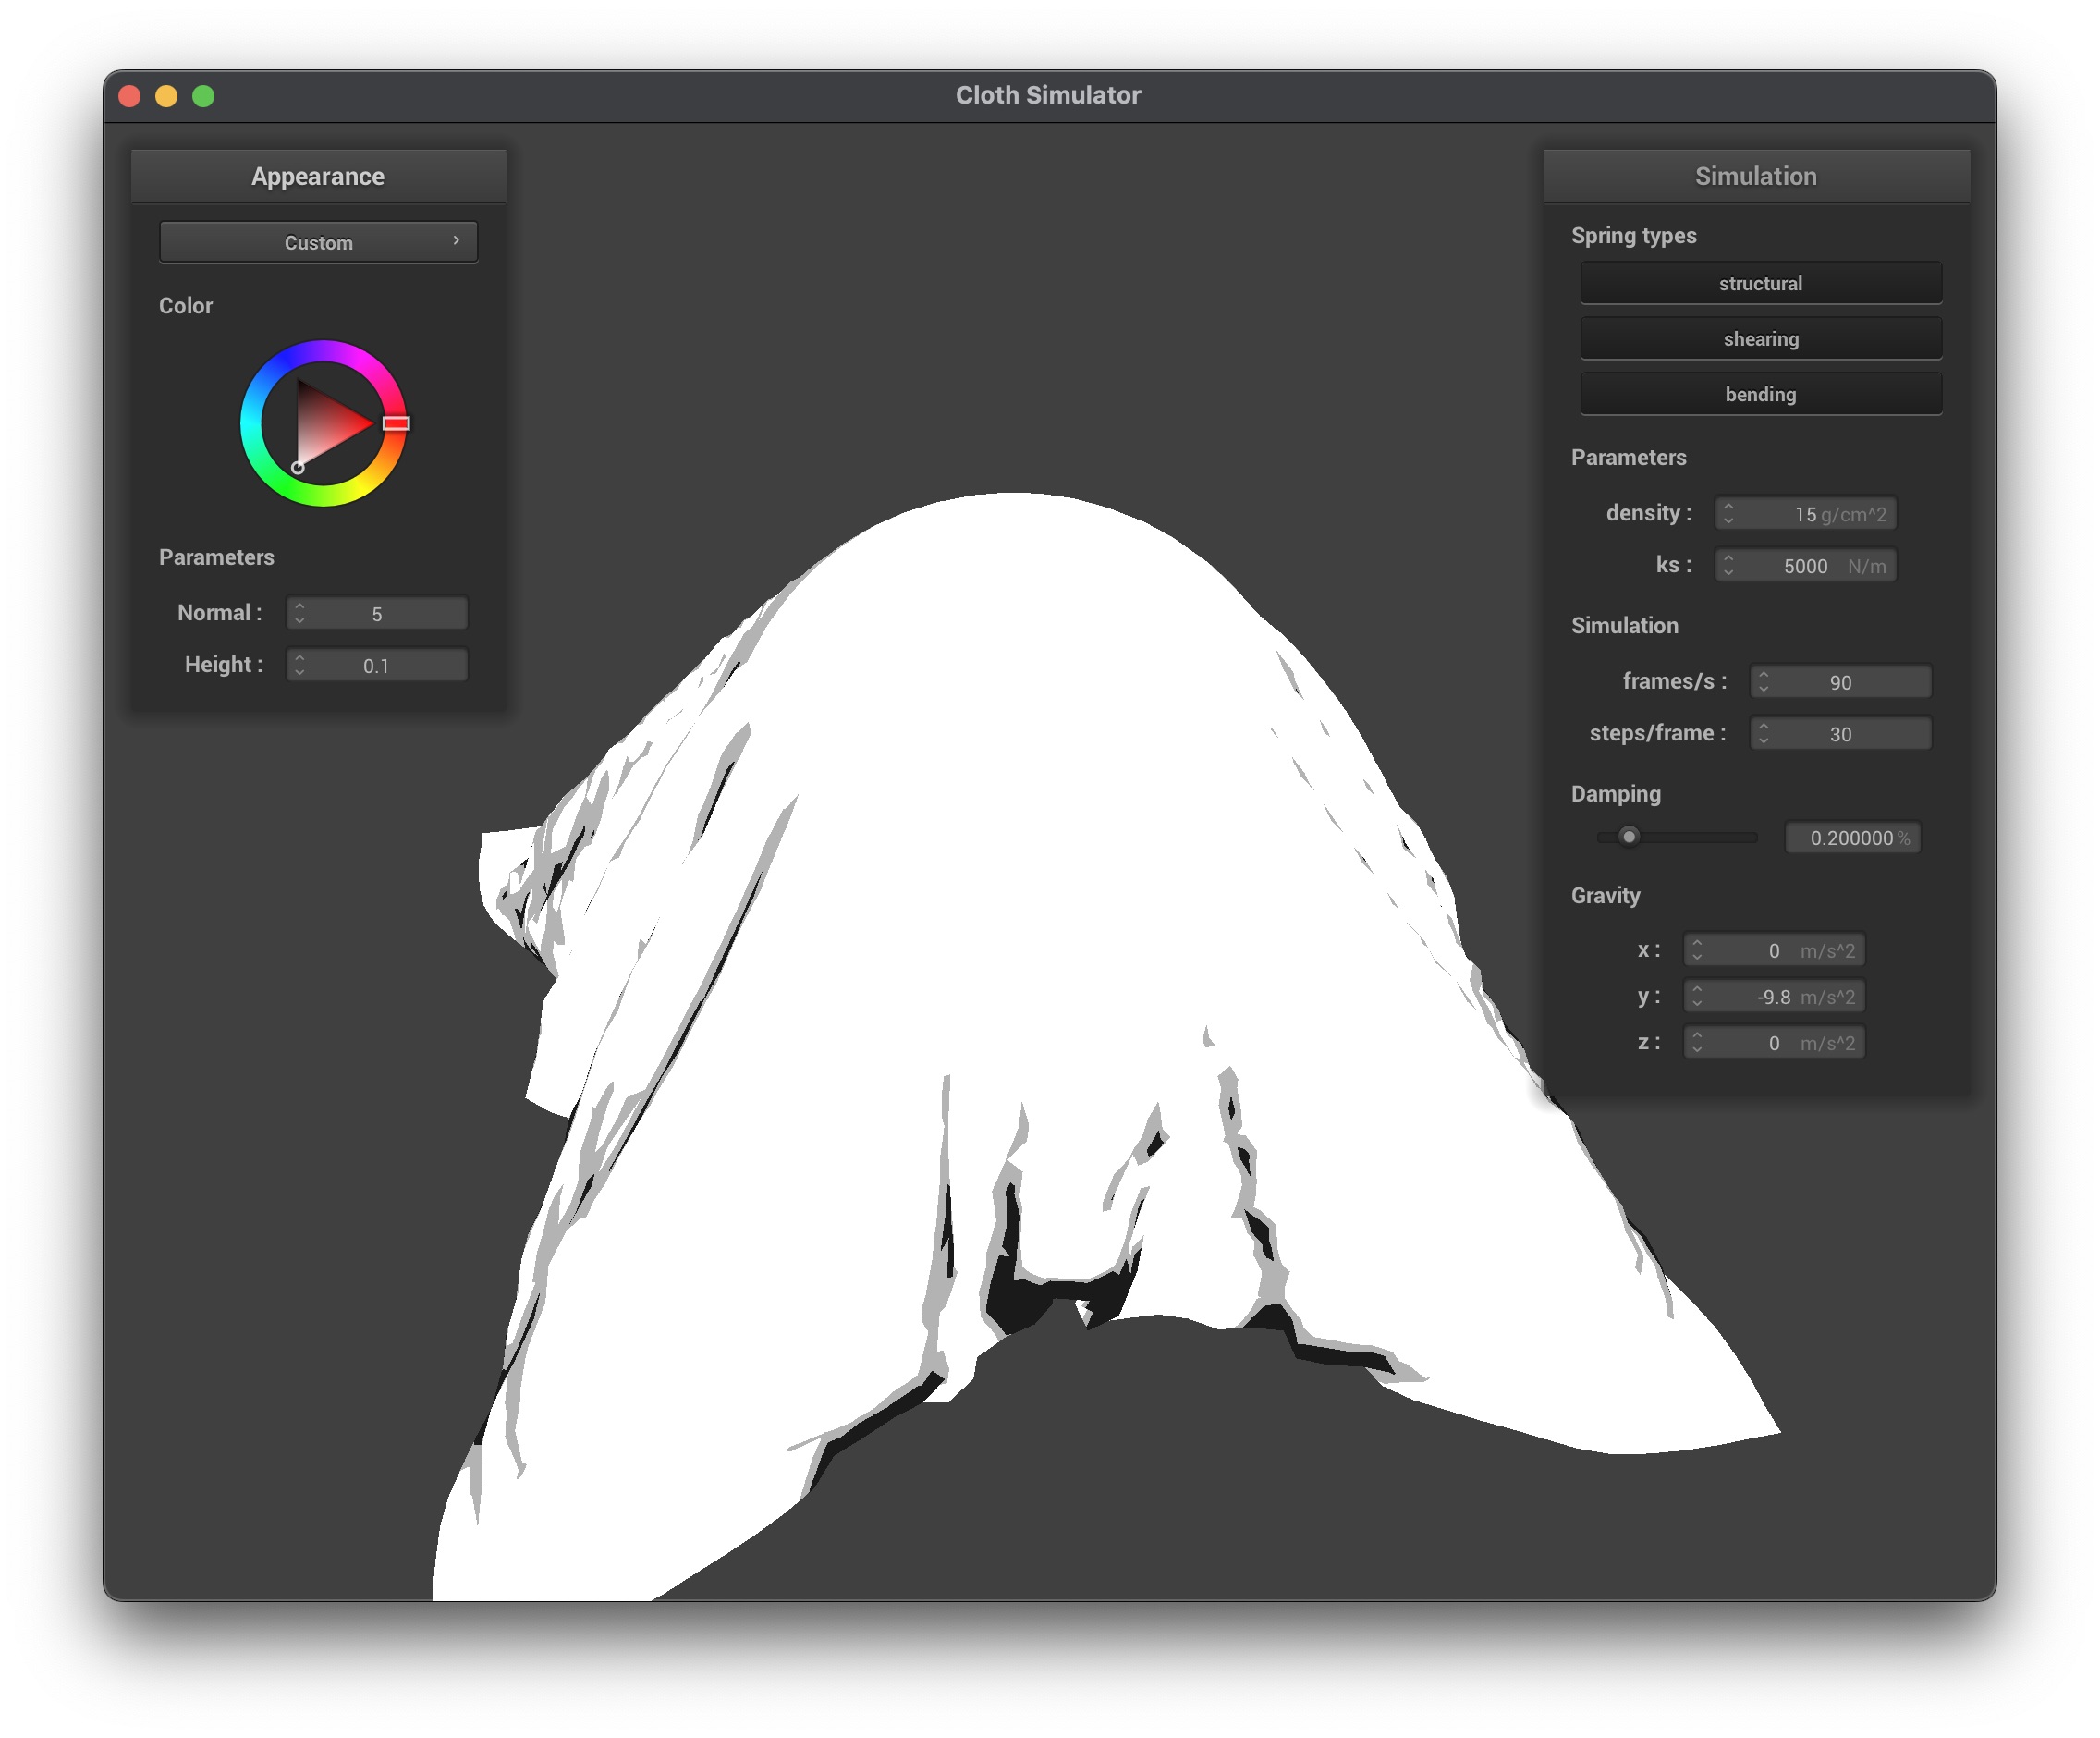 Cloth Simulator
Appearance
Custom
Color
Parameters
Normal : 5
Height : 0.1
Simulation
Spring types
structural
shearing
bending
Parameters
density : 15 g/cm^2
ks : 5000 N/m
Simulation
frames/s : 90
steps/frame : 30
Damping
0.200000 %
Gravity
x : 0 m/s^2
y : -9.8 m/s^2
z : 0 m/s^2